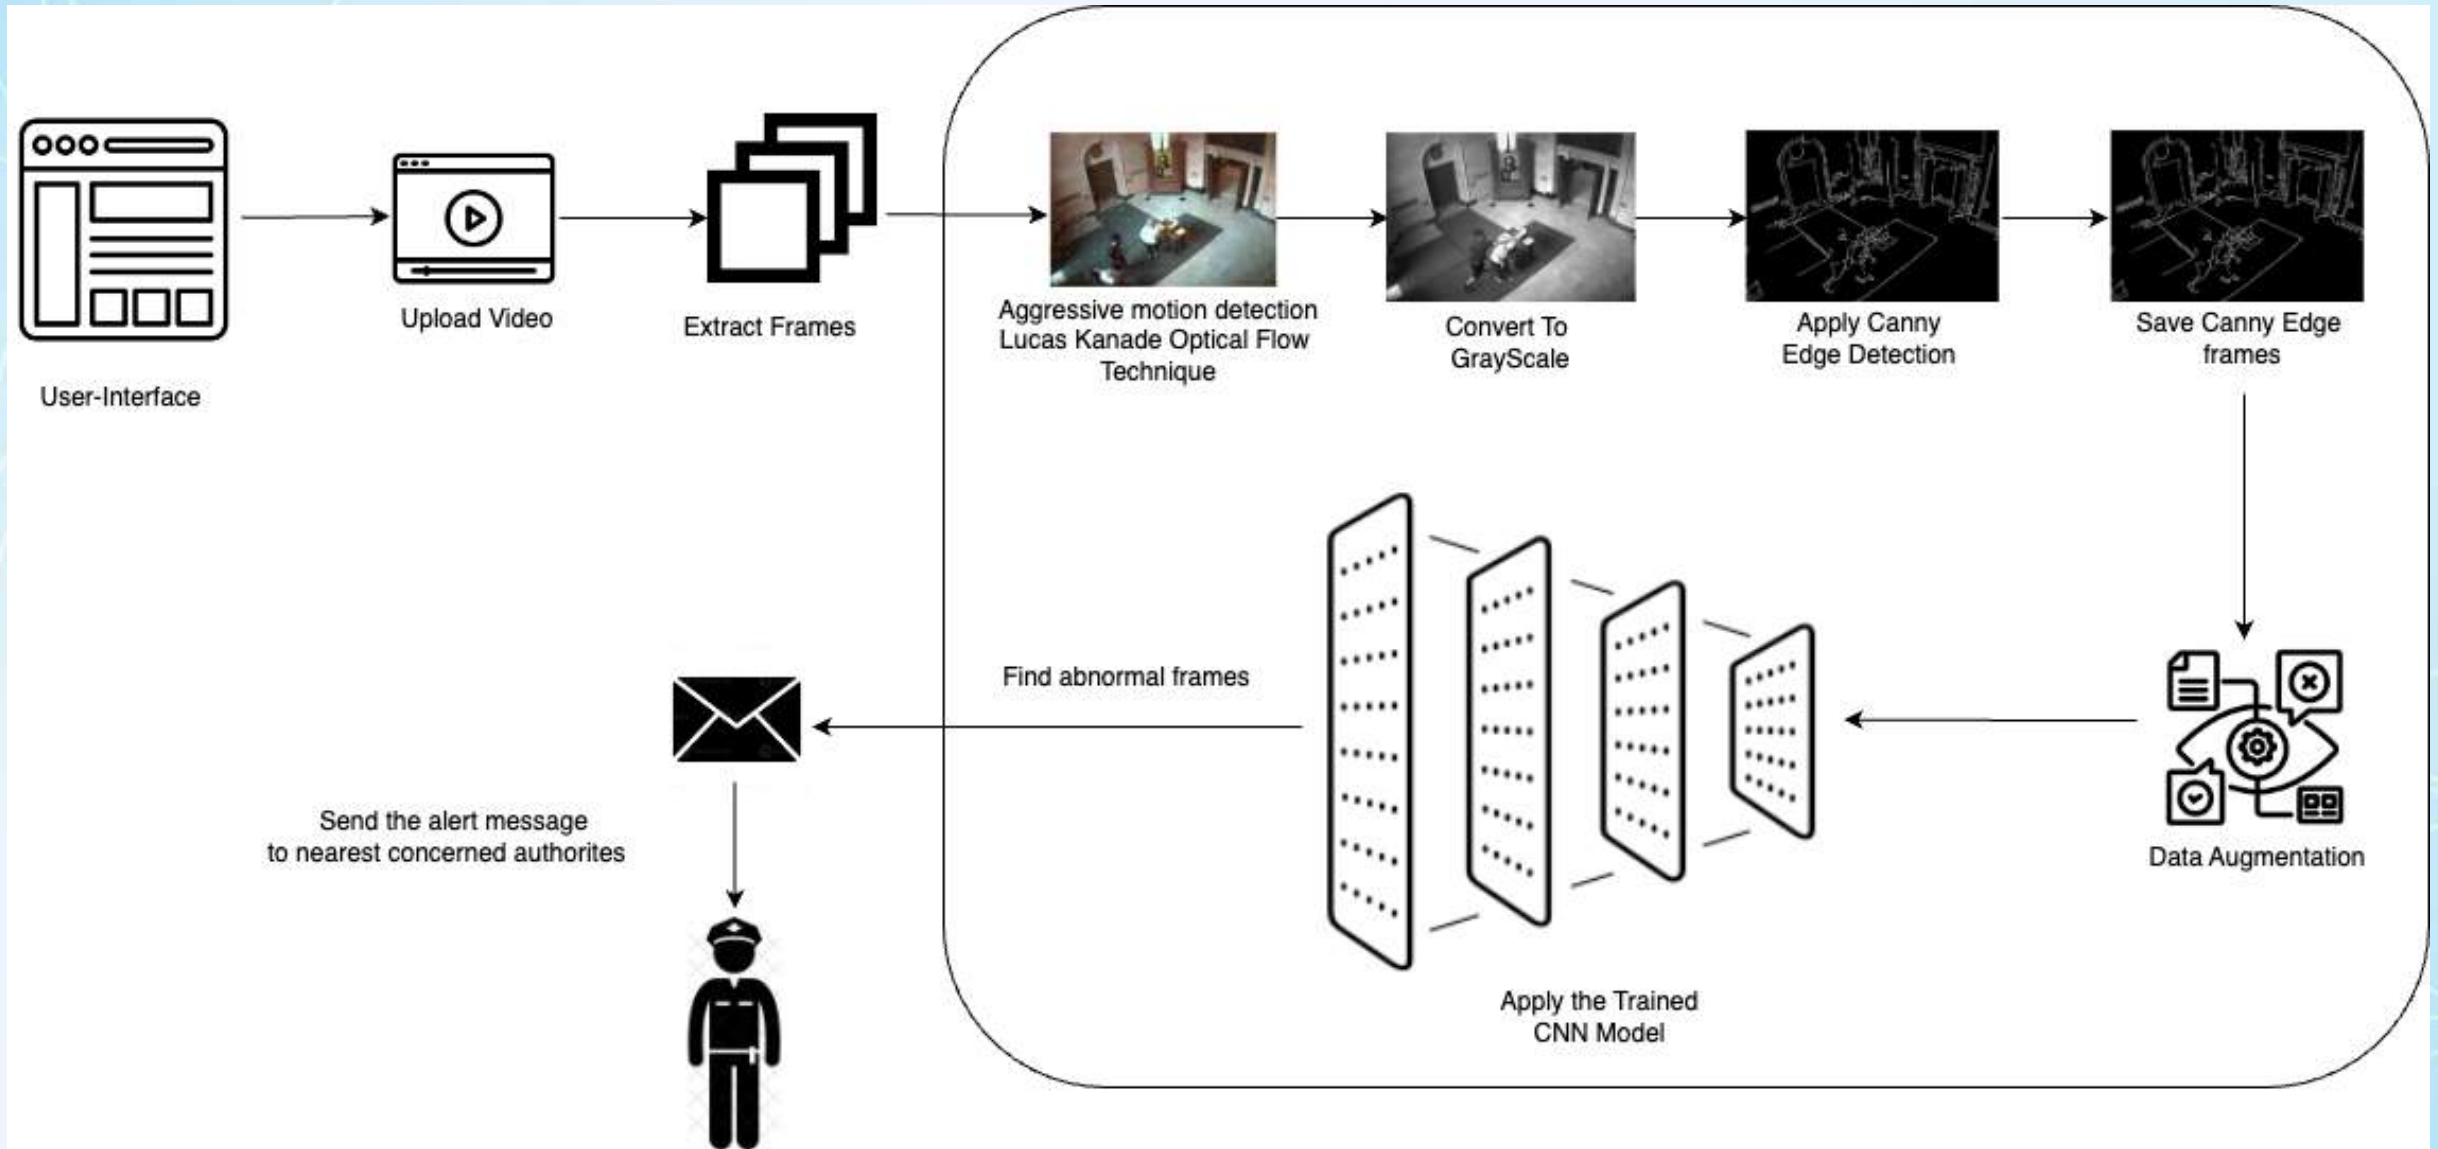 User-Interface
Upload Video
Extract Frames
Aggressive motion detection
Lucas Kanade Optical Flow
Technique
Convert To
GrayScale
Apply Canny
Edge Detection
Save Canny Edge
frames
Data Augmentation
Apply the Trained
CNN Model
Find abnormal frames
Send the alert message
to nearest concerned authorites